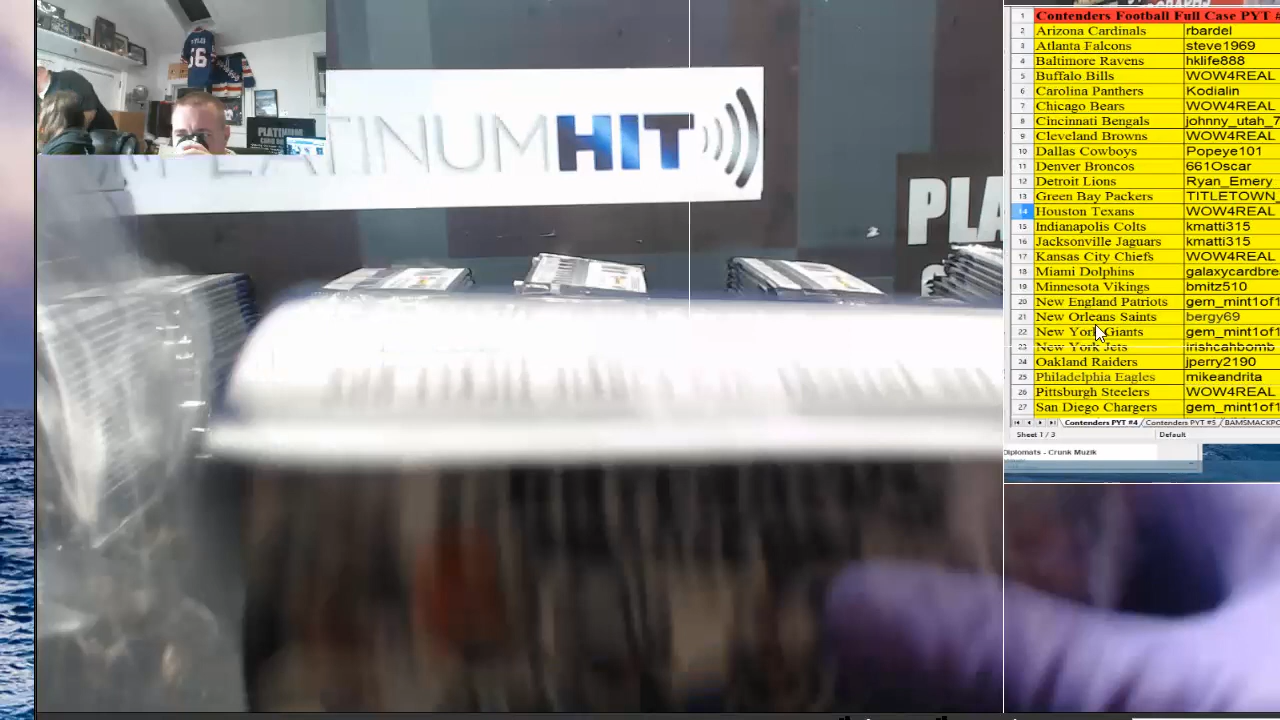 PLATINUMHIT
PLA
1 Contenders Football Full Case PYT #
2 Arizona Cardinals rbardel
3 Atlanta Falcons steve1969
4 Baltimore Ravens hklife888
5 Buffalo Bills WOW4REAL
6 Carolina Panthers Kodialin
7 Chicago Bears WOW4REAL
8 Cincinnati Bengals johnny_utah_7
9 Cleveland Browns WOW4REAL
10 Dallas Cowboys Popeye101
11 Denver Broncos 661Oscar
12 Detroit Lions Ryan_Emery
13 Green Bay Packers TITLETOWN_
14 Houston Texans WOW4REAL
15 Indianapolis Colts kmatti315
16 Jacksonville Jaguars kmatti315
17 Kansas City Chiefs WOW4REAL
18 Miami Dolphins galaxycardbre
19 Minnesota Vikings bmitz510
20 New England Patriots gem_mint1of1
21 New Orleans Saints bergy69
22 New York Giants gem_mint1of1
23 New York Jets irishcahbomb
24 Oakland Raiders jperry2190
25 Philadelphia Eagles mikeandrita
26 Pittsburgh Steelers WOW4REAL
27 San Diego Chargers gem_mint1of1
Contenders PYT #4 Contenders PYT #5 BAMSMACKPO
Sheet 1 / 3 Default
Diplomats - Crunk Muzik